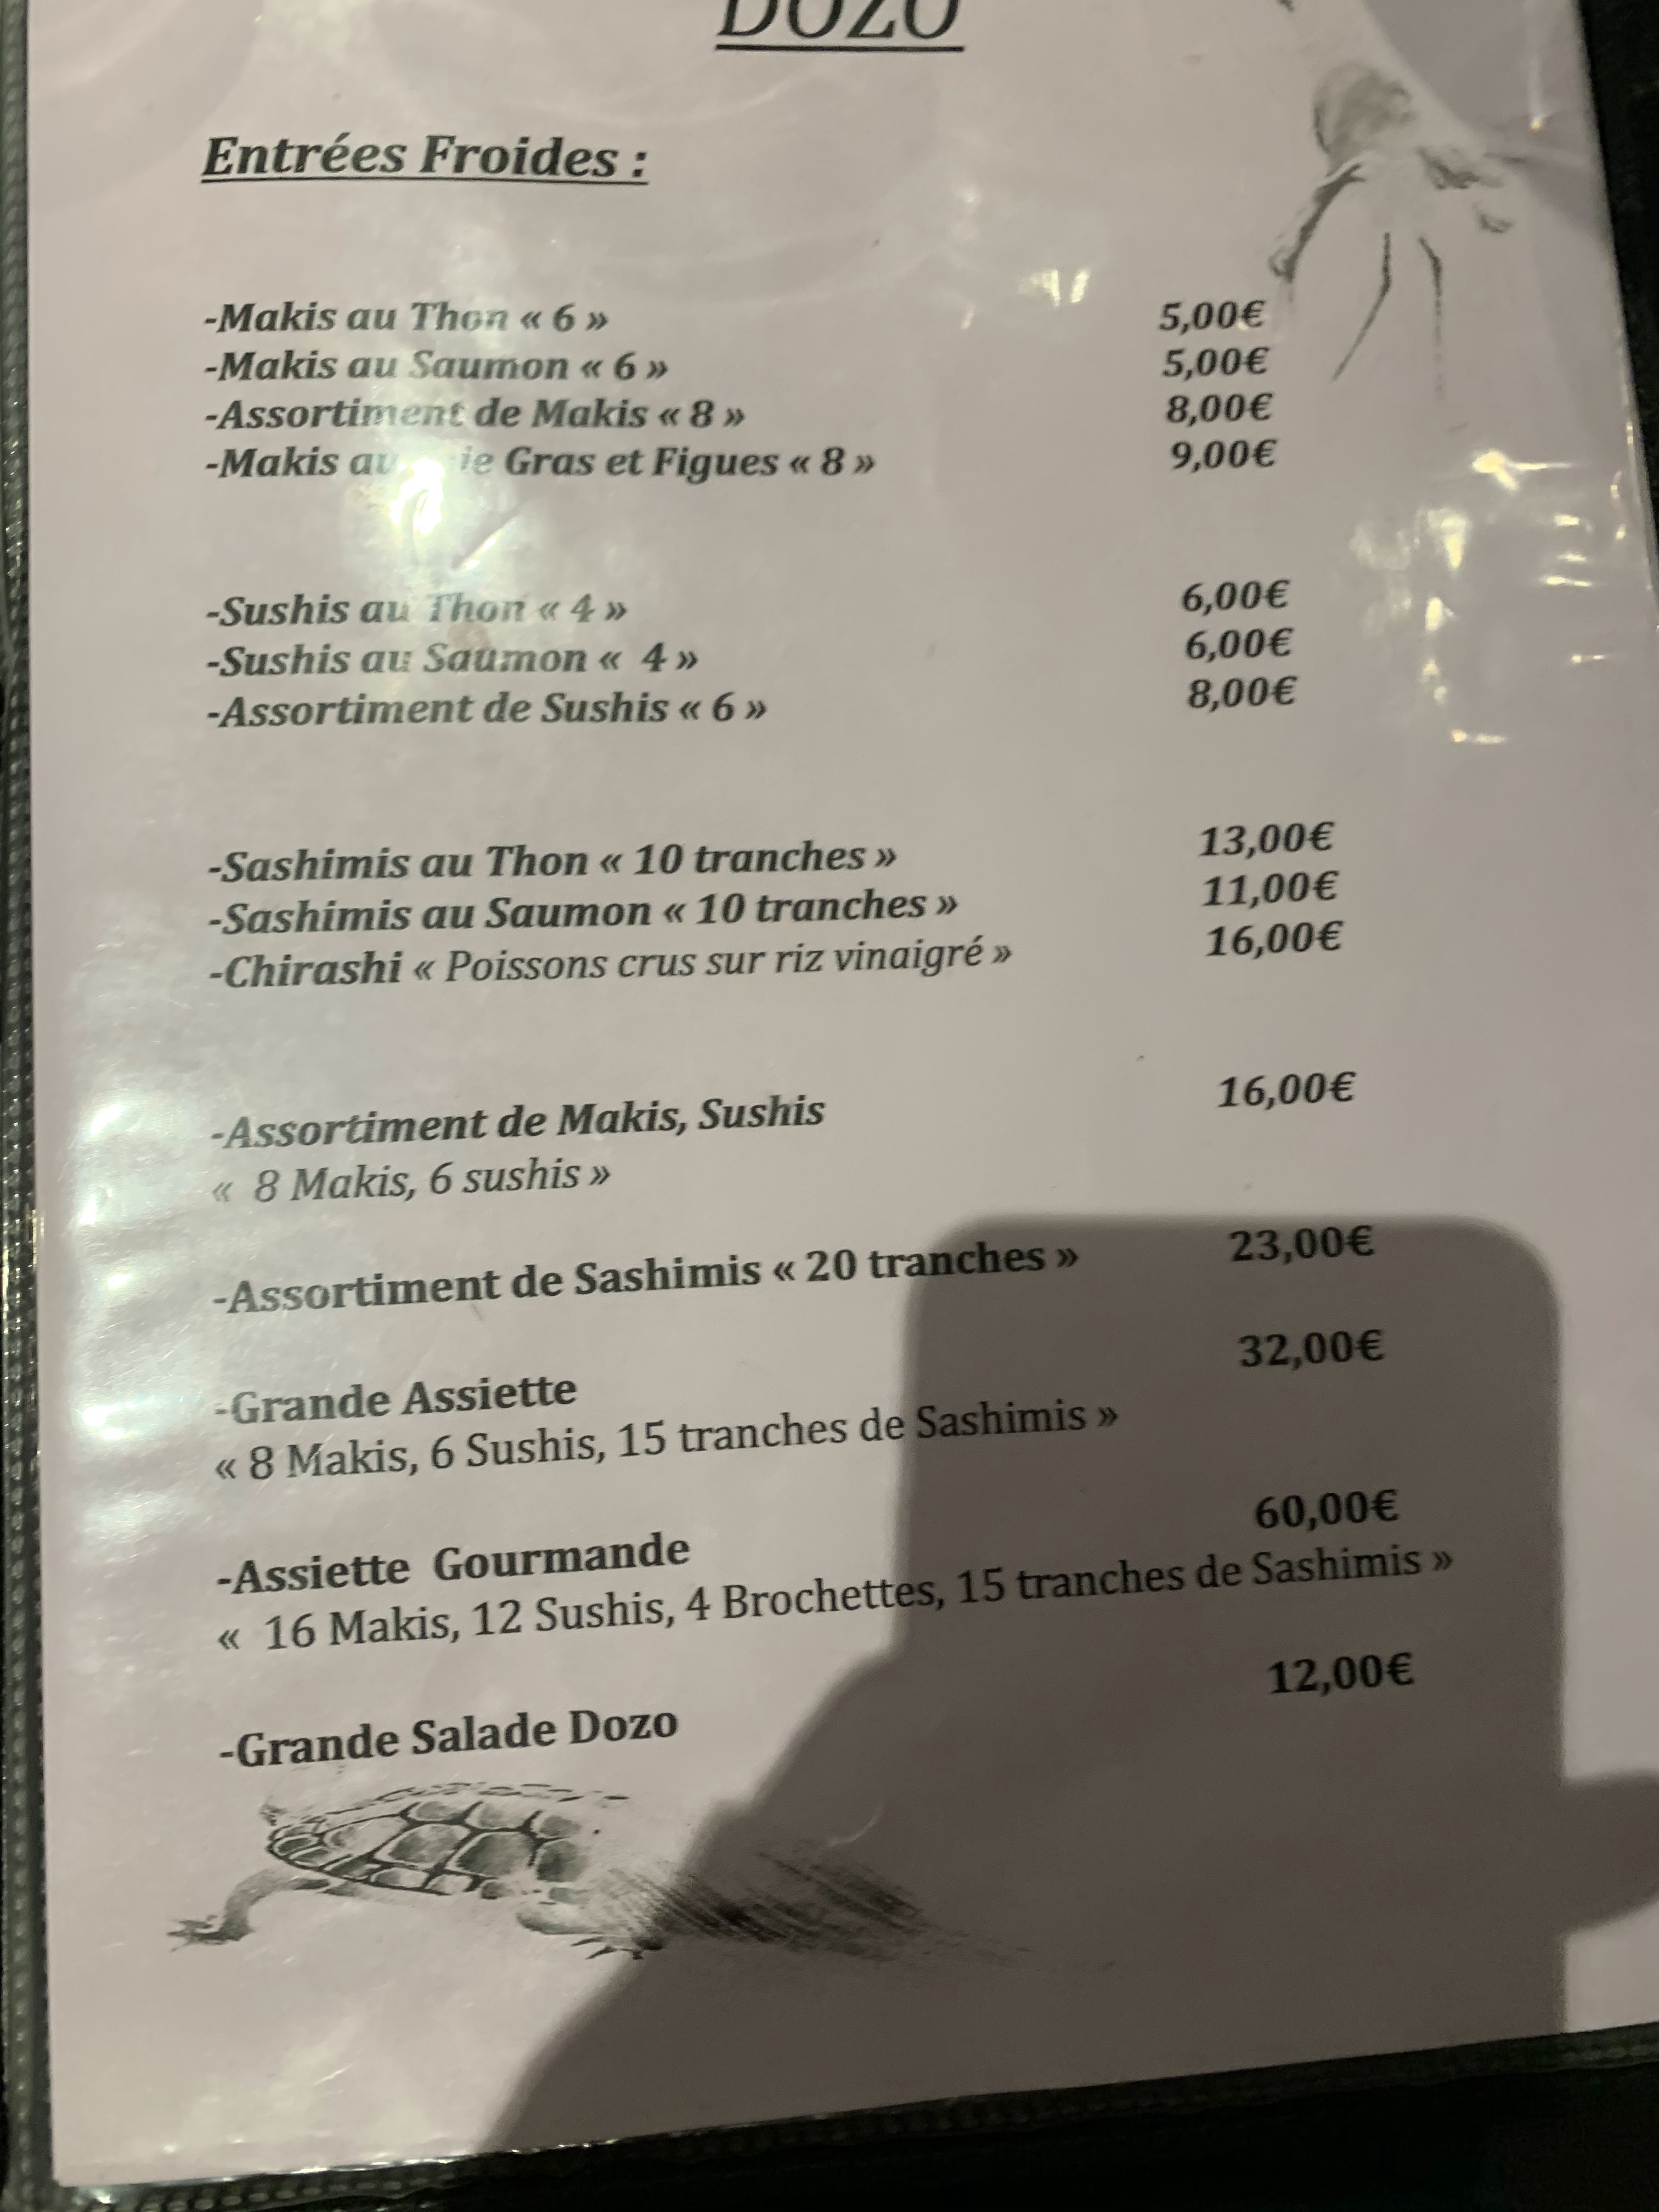 DOZO
Entrées Froides :
-Makis au Thon « 6 » 5,00€
-Makis au Saumon « 6 » 5,00€
-Assortiment de Makis « 8 » 8,00€
-Makis au Gras et Figues « 8 » 9,00€
-Sushis au Thon « 4 » 6,00€
-Sushis au Saumon « 4 » 6,00€
-Assortiment de Sushis « 6 » 8,00€
-Sashimis au Thon « 10 tranches » 13,00€
-Sashimis au Saumon « 10 tranches » 11,00€
-Chirashi « Poissons crus sur riz vinaigré » 16,00€
-Assortiment de Makis, Sushis 16,00€
« 8 Makis, 6 sushis »
-Assortiment de Sashimis « 20 tranches » 23,00€
-Grande Assiette 32,00€
« 8 Makis, 6 Sushis, 15 tranches de Sashimis »
-Assiette Gourmande 60,00€
« 16 Makis, 12 Sushis, 4 Brochettes, 15 tranches de Sashimis »
-Grande Salade Dozo 12,00€